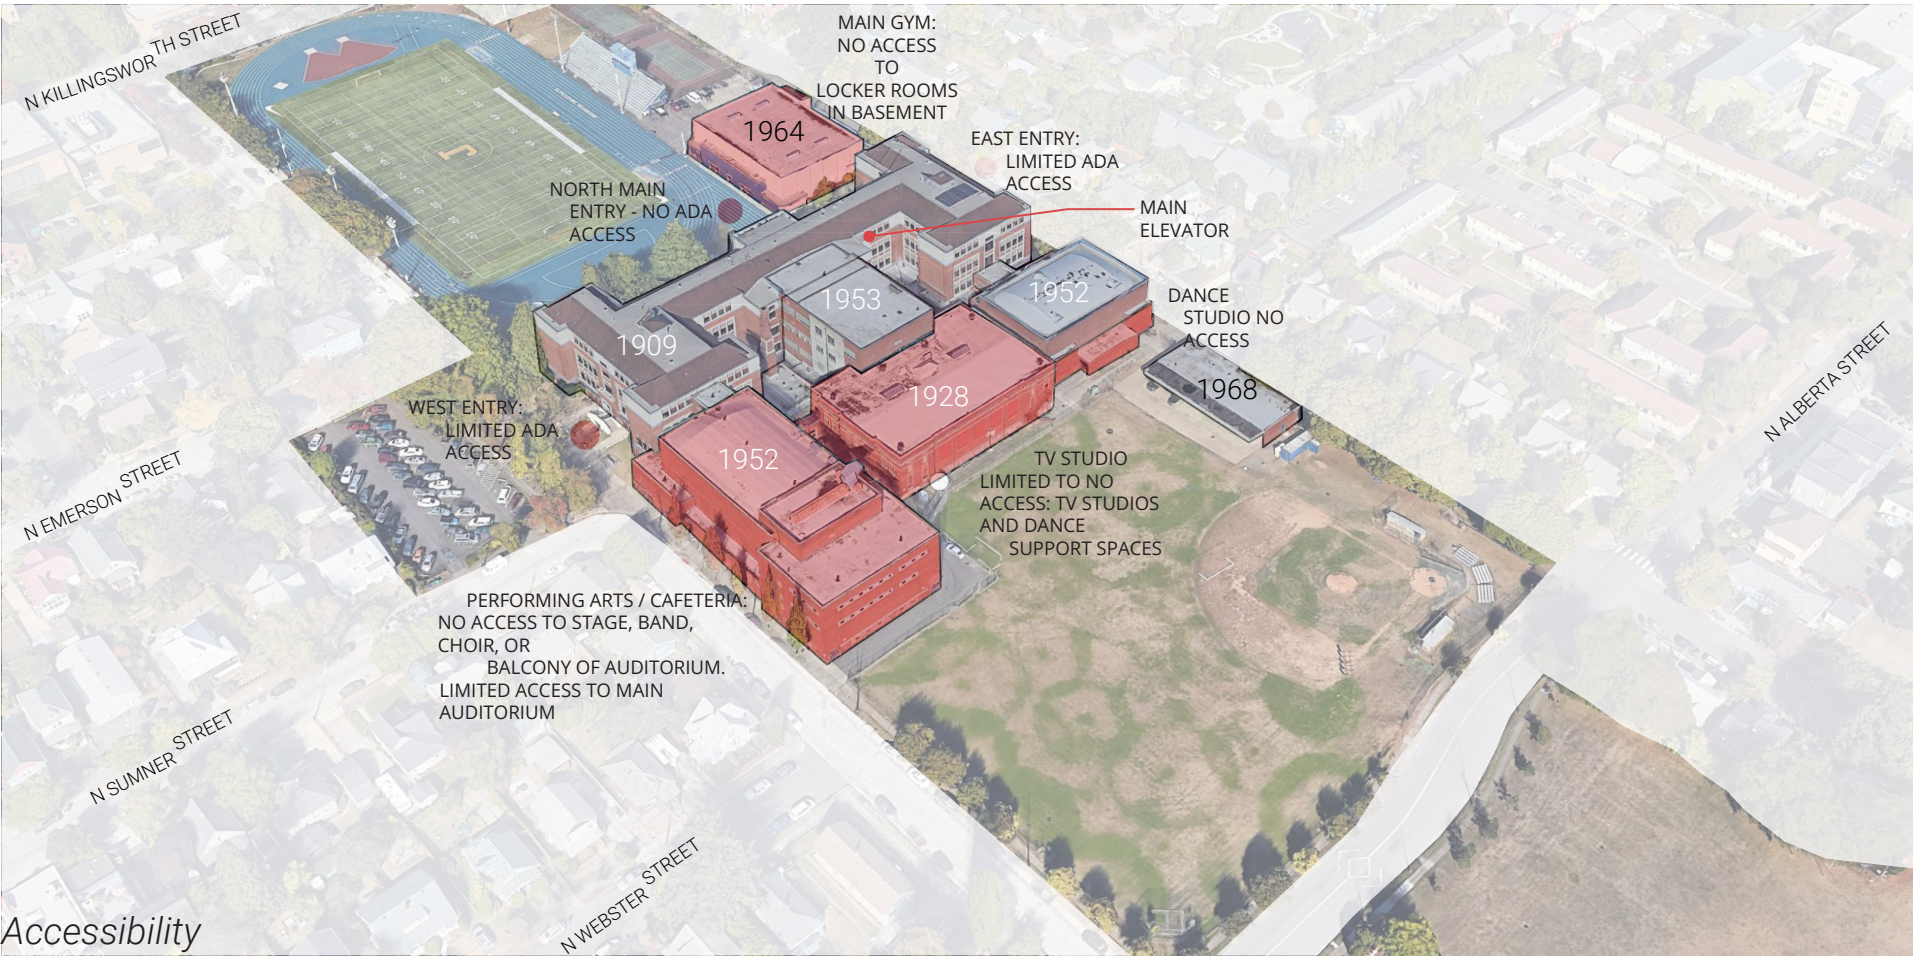 N KILLINGSWORTH STREET
MAIN GYM:
NO ACCESS
TO
LOCKER ROOMS
IN BASEMENT
1964
EAST ENTRY:
LIMITED ADA
ACCESS
NORTH MAIN
ENTRY - NO ADA
ACCESS
MAIN
ELEVATOR
1953
1952
DANCE
STUDIO NO
ACCESS
1909
1928
1968
N ALBERTA STREET
WEST ENTRY:
LIMITED ADA
ACCESS
1952
TV STUDIO
LIMITED TO NO
ACCESS: TV STUDIOS
AND DANCE
SUPPORT SPACES
N EMERSON STREET
PERFORMING ARTS / CAFETERIA:
NO ACCESS TO STAGE, BAND,
CHOIR, OR
BALCONY OF AUDITORIUM.
LIMITED ACCESS TO MAIN
AUDITORIUM
N SUMNER STREET
N WEBSTER STREET
Accessibility